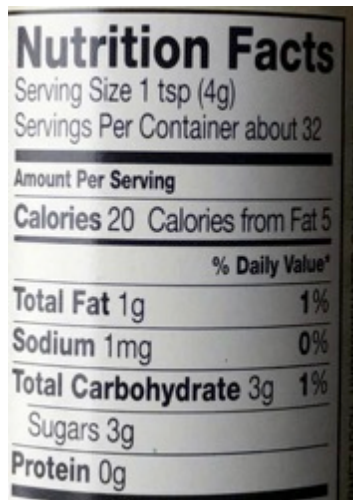 Nutrition Facts
Serving Size 1 tsp (4g)
Servings Per Container about 32
Amount Per Serving
Calories 20 Calories from Fat 5
% Daily Value*
Total Fat 1g 1%
Sodium 1mg 0%
Total Carbohydrate 3g 1%
Sugars 3g
Protein 0g